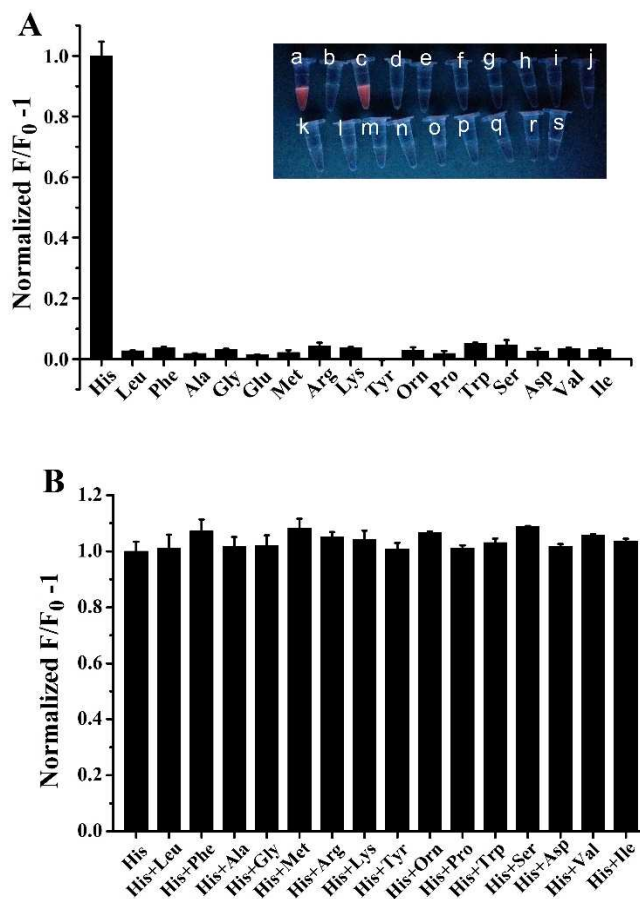 A
Normalized F/F0 -1
1.0
0.8
0.6
0.4
0.2
0.0
a b c d e f g h i j
k l m n o p q r s
His Leu Phe Ala Gly Glu Met Arg Lys Tyr Orn Pro Trp Ser Asp Val Ile
B
Normalized F/F0 -1
1.2
1.0
0.8
0.6
0.4
0.2
0.0
His His+Leu His+Phe His+Ala His+Gly His+Met His+Arg His+Lys His+Tyr His+Orn His+Pro His+Trp His+Ser His+Asp His+Val His+Ile